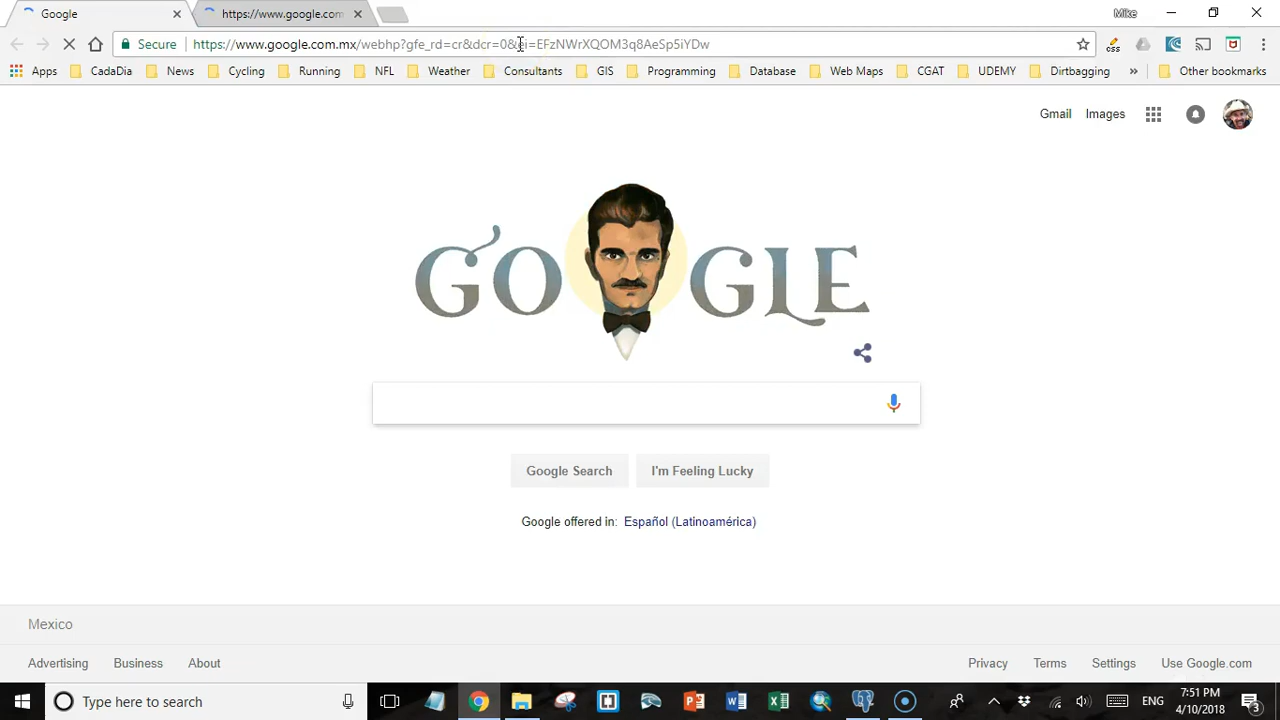 Google
https://www.google.com
Mike
Secure
https://www.google.com.mx/webhp?gfe_rd=cr&dcr=0&ei=EFzNWrXQOM3q8AeSp5iYDw
css
Apps
CadaDia
News
Cycling
Running
NFL
Weather
Consultants
GIS
Programming
Database
Web Maps
CGAT
UDEMY
Dirtbagging
»
Other bookmarks
Gmail
Images
GOOGLE
Google Search
I'm Feeling Lucky
Google offered in: Español (Latinoamérica)
Mexico
Advertising
Business
About
Privacy
Terms
Settings
Use Google.com
Type here to search
ENG
7:51 PM
4/10/2018
3